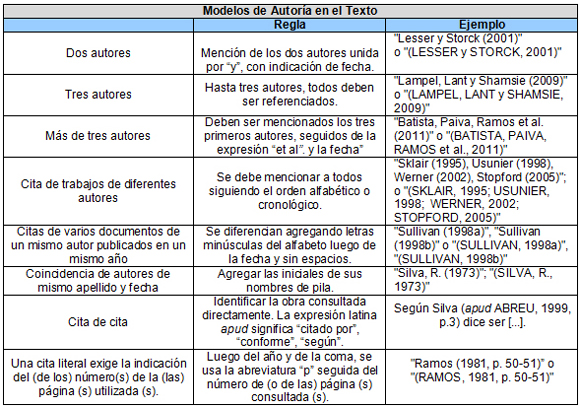 Modelos de Autoría en el Texto
Regla
Ejemplo
Dos autores
Mención de los dos autores unida
por “y”, con indicación de fecha.
"Lesser y Storck (2001)"
o "(LESSER y STORCK, 2001)"
Tres autores
Hasta tres autores, todos deben
ser referenciados.
"Lampel, Lant y Shamsie (2009)"
o "(LAMPEL, LANT y SHAMSIE,
2009)"
Más de tres autores
Deben ser mencionados los tres
primeros autores, seguidos de la
expresión “et al”. y la fecha”
"Batista, Paiva, Ramos et al.
(2011)" o "(BATISTA, PAIVA,
RAMOS et al., 2011)"
Cita de trabajos de diferentes
autores
Se debe mencionar a todos
siguiendo el orden alfabético o
cronológico.
"Sklair (1995), Usunier (1998),
Werner (2002), Stopford (2005)";
o "(SKLAIR, 1995; USUNIER,
1998; WERNER, 2002;
STOPFORD, 2005)"
Citas de varios documentos de
un mismo autor publicados en un
mismo año
Se diferencian agregando letras
minúsculas del alfabeto luego de
la fecha y sin espacios.
"Sullivan (1998a)", "Sullivan
(1998b)" o "(SULLIVAN, 1998a)",
"(SULLIVAN, 1998b)"
Coincidencia de autores de
mismo apellido y fecha
Agregar las iniciales de sus
nombres de pila.
"Silva, R. (1973)"; "(SILVA, R.,
1973)"
Cita de cita
Identificar la obra consultada
directamente. La expresión latina
apud significa “citado por”,
“conforme”, “según”.
Según Silva (apud ABREU, 1999,
p.3) dice ser [...].
Una cita literal exige la indicación
del (de los) número(s) de la (las)
página (s) utilizada (s).
Luego del año y de la coma, se
usa la abreviatura “p” seguida del
número de (o de las) página (s)
consultada (s).
"Ramos (1981, p. 50-51)" o
"(RAMOS, 1981, p. 50-51)"